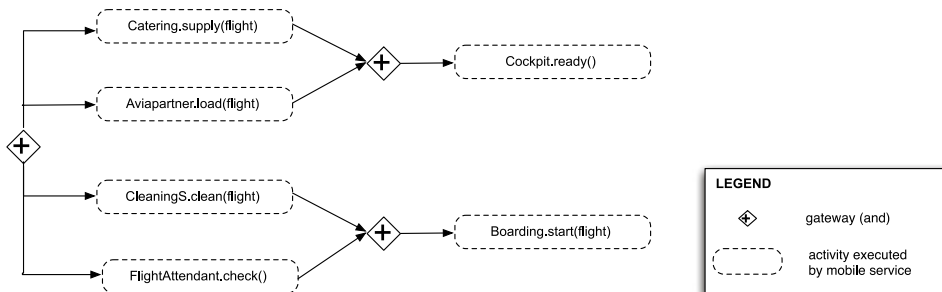 Catering.supply(flight)
Cockpit.ready()
Aviapartner.load(flight)
CleaningS.clean(flight)
Boarding.start(flight)
FlightAttendant.check()
LEGEND
gateway (and)
activity executed
by mobile service